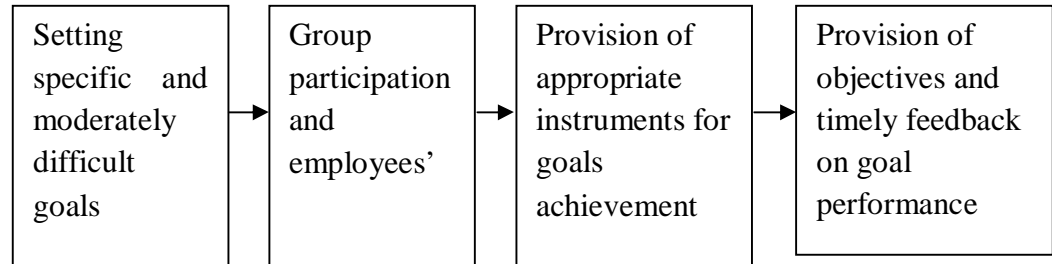 Setting
specific and
moderately
difficult
goals
Group
participation
and
employees’
Provision of
appropriate
instruments for
goals
achievement
Provision of
objectives and
timely feedback
on goal
performance